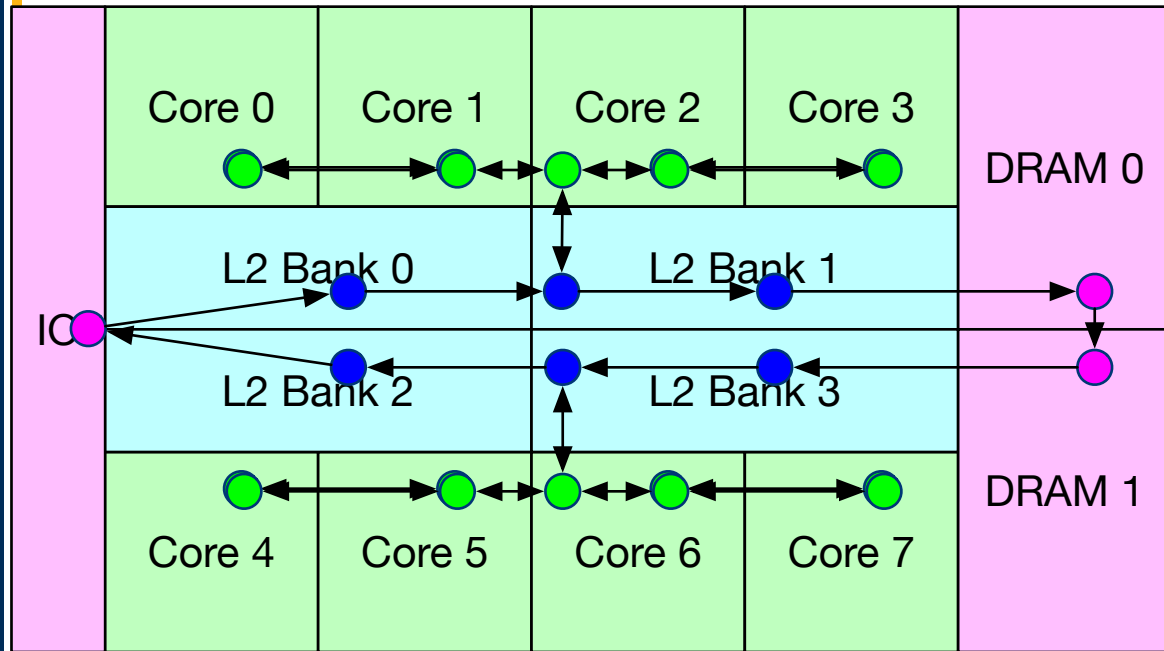 Core 0
Core 1
Core 2
Core 3
DRAM 0
L2 Bank 0
L2 Bank 1
IO
L2 Bank 2
L2 Bank 3
DRAM 1
Core 4
Core 5
Core 6
Core 7